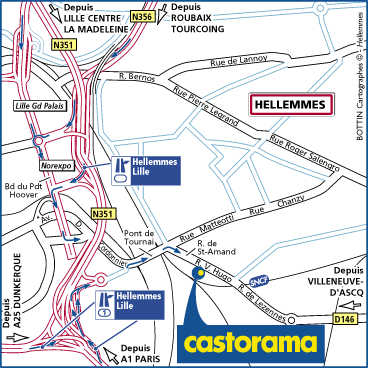 Depuis
LILLE CENTRE
LA MADELEINE
N356
Depuis
ROUBAIX
TOURCOING
N351
Rue de Lannoy
R. Bernos
Rue Pierre Legrand
HELLEMMES
BOTTIN Cartographes © - Hellemmes
Lille Gd Palais
Rue Roger Salengro
Norexpo
Hellemmes
Lille
Bd du Pdt
Hoover
N351
Rue Matteotti
Rue Chanzy
Av. D
Pont de
Tournai
R. de
St-Amand
R. V. Hugo
SNCF
Depuis
VILLENEUVE-
D'ASCQ
R. de Lezennes
D146
Depuis
A25 DUNKERQUE
Hellemmes
Lille
1
Depuis
A1 PARIS
castorama